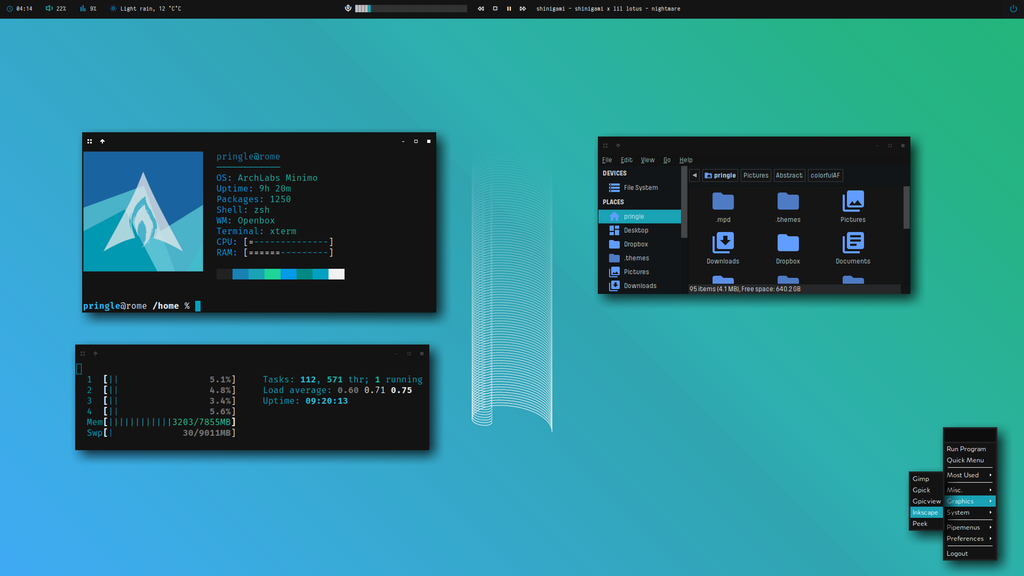 04:14 22% 9% Light rain, 12 °C°C
shinigami - shinigami x lil lotus - nightmare
pringle@rome
OS: ArchLabs Minimo
Uptime: 9h 20m
Packages: 1250
Shell: zsh
WM: Openbox
Terminal: xterm
CPU: [=--------------]
RAM: [======---------]
pringle@rome /home %
1 [|| 5.1%]
2 [|| 4.8%]
3 [|| 3.4%]
4 [|| 5.6%]
Mem[||||||||||||3203/7855MB]
Swp[| 30/9011MB]
Tasks: 112, 571 thr; 1 running
Load average: 0.60 0.71 0.75
Uptime: 09:20:13
File Edit View Go Help
DEVICES
File System
PLACES
pringle
Desktop
Dropbox
.themes
Pictures
Downloads
pringle Pictures Abstract colorfulAF
.mpd .themes Pictures
Downloads Dropbox Documents
95 items (4.1 MB), Free space: 640.2 GB
Run Program
Quick Menu
Most Used
Misc.
Graphics
System
Pipemenus
Preferences
Logout
Gimp
Gpick
Gpicview
Inkscape
Peek